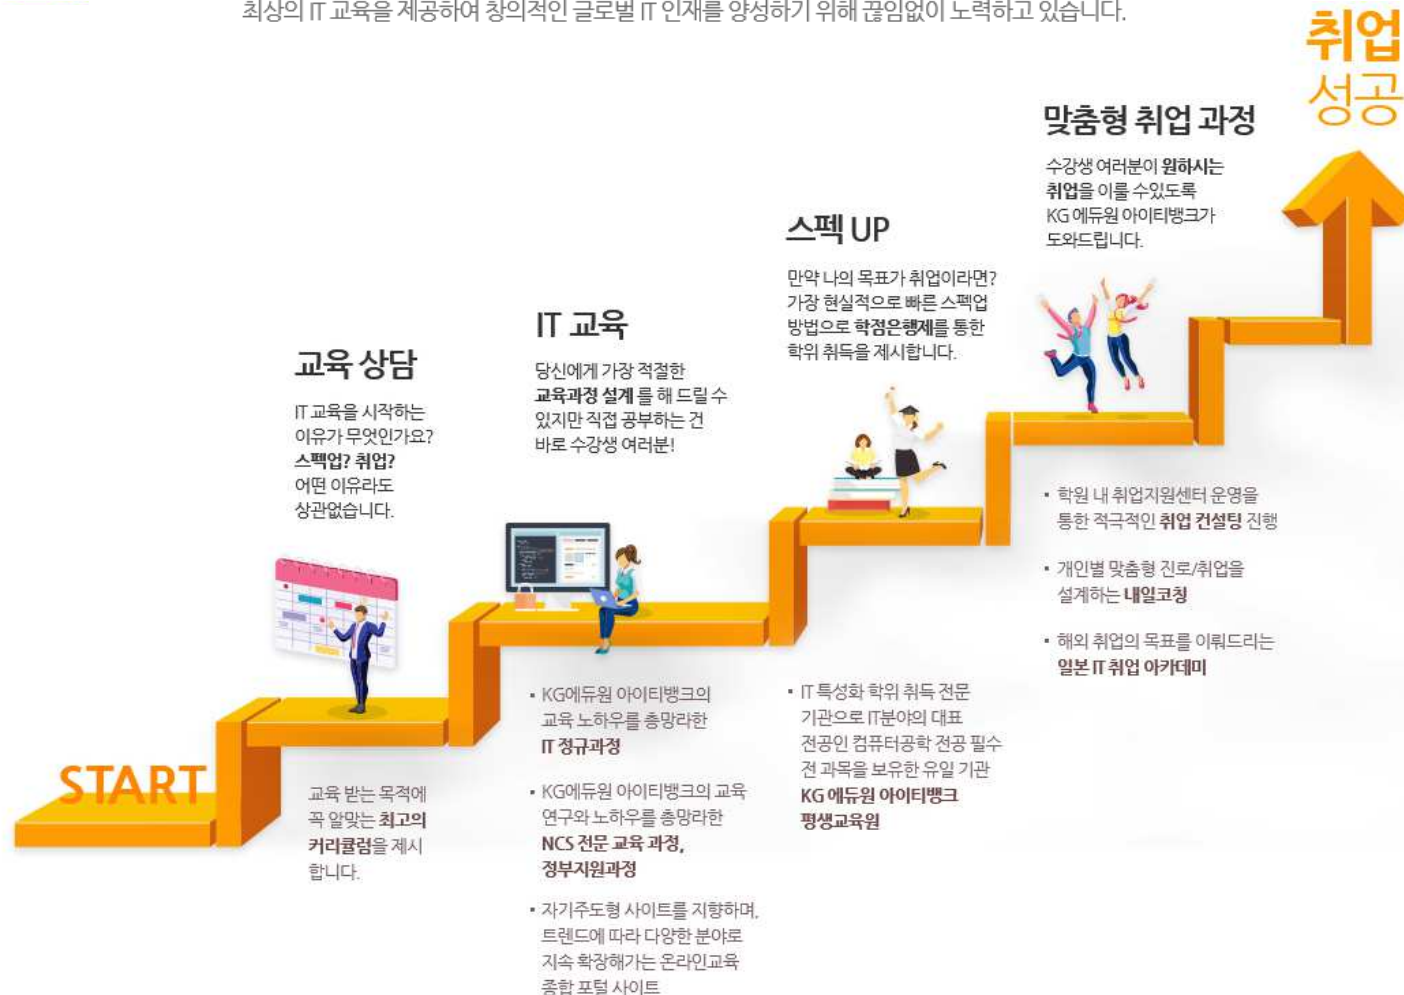 최상의 IT 교육을 제공하여 창의적인 글로벌 IT 인재를 양성하기 위해 끊임없이 노력하고 있습니다.
취업
성공
맞춤형 취업 과정
수강생 여러분이 원하시는
취업을 이룰 수있도록
KG 에듀원 아이티뱅크가
도와드립니다.
스펙 UP
만약 나의 목표가 취업이라면?
가장 현실적으로 빠른 스펙업
방법으로 학점은행제를 통한
학위 취득을 제시합니다.
IT 교육
당신에게 가장 적절한
교육과정 설계 를 해 드릴 수
있지만 직접 공부하는 건
바로 수강생 여러분!
교육 상담
IT 교육을 시작하는
이유가 무엇인가요?
스펙업? 취업?
어떤 이유라도
상관없습니다.
START
교육 받는 목적에
꼭 알맞는 최고의
커리큘럼을 제시
합니다.
▪ KG에듀원 아이티뱅크의
교육 노하우를 총망라한
IT 정규과정
▪ KG에듀원 아이티뱅크의 교육
연구와 노하우를 총망라한
NCS 전문 교육 과정,
정부지원과정
▪ 자기주도형 사이트를 지향하며,
트렌드에 따라 다양한 분야로
지속 확장해가는 온라인교육
종합 포털 사이트
▪ IT 특성화 학위 취득 전문
기관으로 IT분야의 대표
전공인 컴퓨터공학 전공 필수
전 과목을 보유한 유일 기관
KG 에듀원 아이티뱅크
평생교육원
▪ 학원 내 취업지원센터 운영을
통한 적극적인 취업 컨설팅 진행
▪ 개인별 맞춤형 진로/취업을
설계하는 내일코칭
▪ 해외 취업의 목표를 이뤄드리는
일본 IT 취업 아카데미